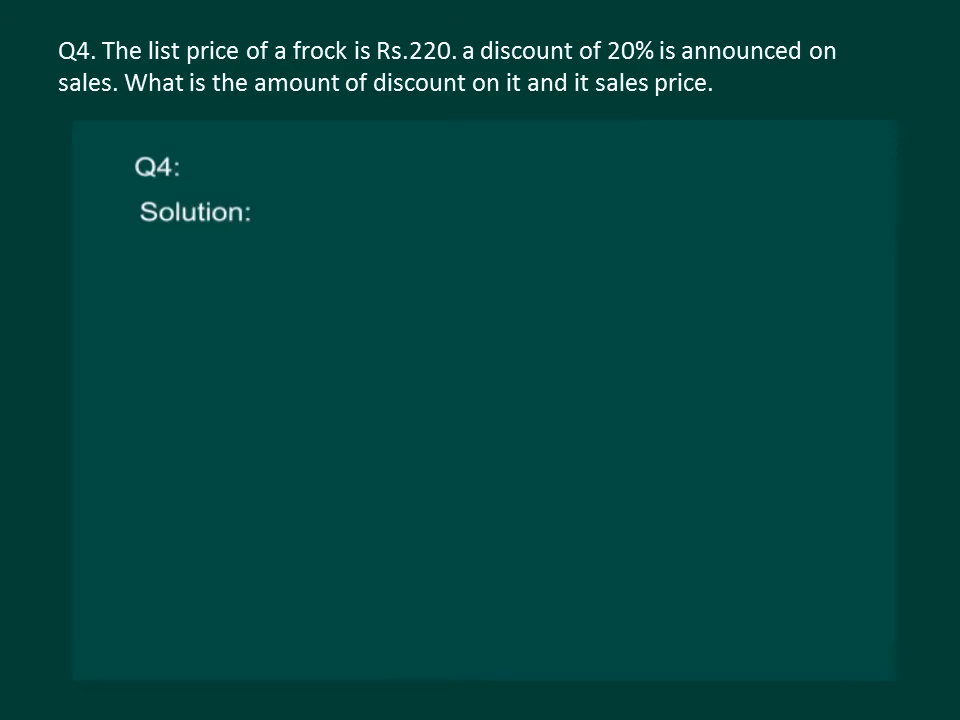 Q4. The list price of a frock is Rs.220. a discount of 20% is announced on
sales. What is the amount of discount on it and it sales price.
Q4:
Solution: